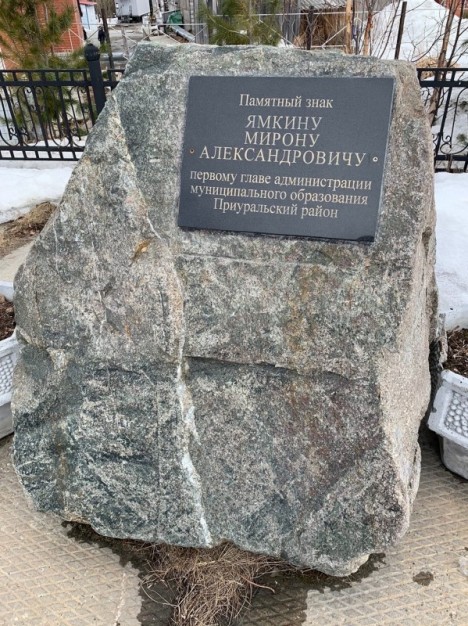 Памятный знак
ЯМКИНУ
МИРОНУ
АЛЕКСАНДРОВИЧУ
первому главе администрации
муниципального образования
Приуральский район